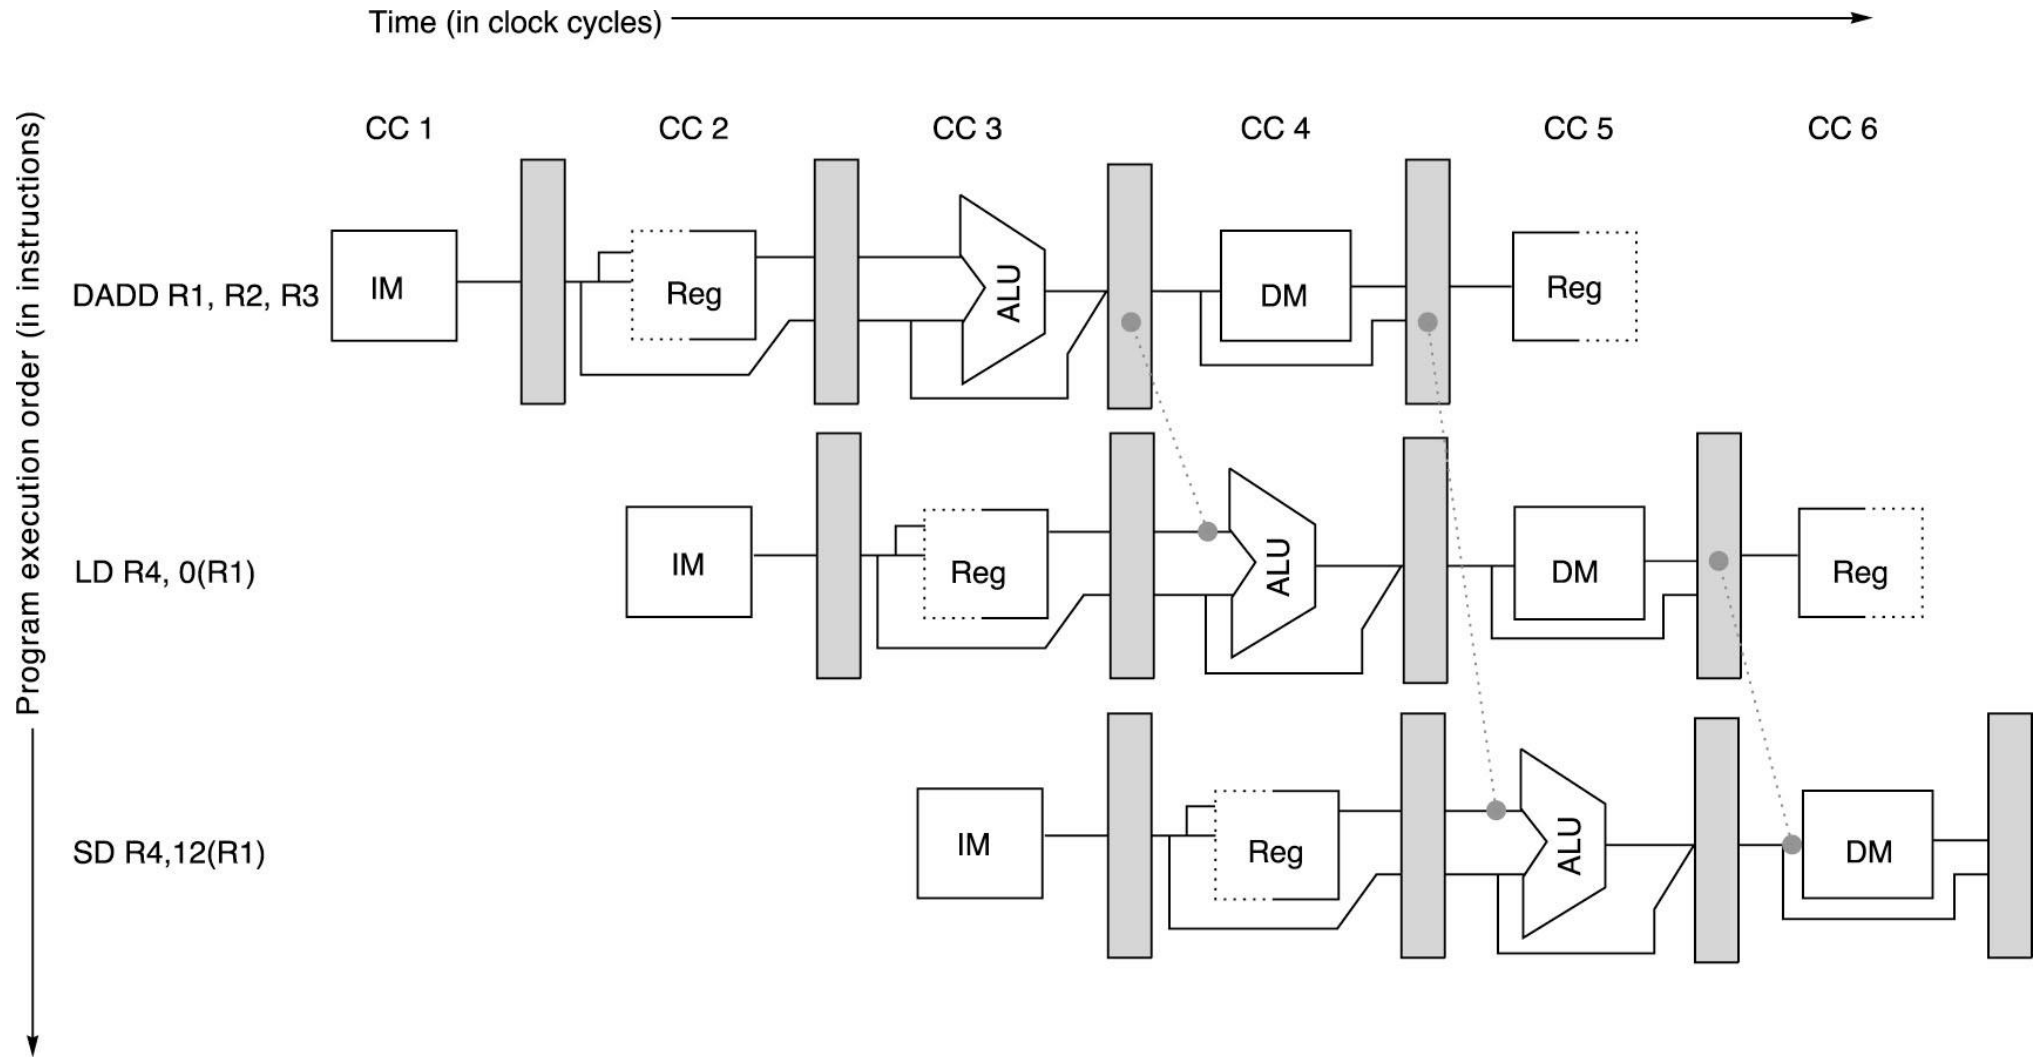 Time (in clock cycles)
CC 1 CC 2 CC 3 CC 4 CC 5 CC 6
Program execution order (in instructions)
DADD R1, R2, R3 IM Reg ALU DM Reg
LD R4, 0(R1) IM Reg ALU DM Reg
SD R4,12(R1) IM Reg ALU DM